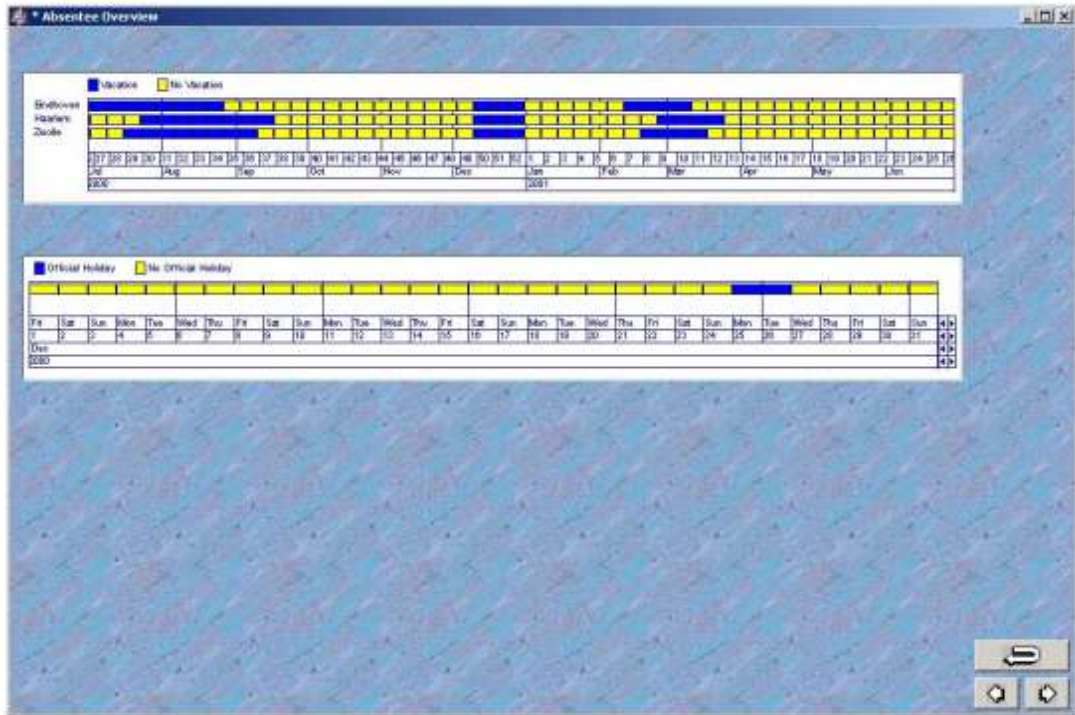 * Absentee Overview
Vacation No Vacation
Eindhoven
Haarlem
Zwolle
27 28 29 30 31 32 33 34 35 36 37 38 39 40 41 42 43 44 45 46 47 48 49 50 51 52 1 2 3 4 5 6 7 8 9 10 11 12 13 14 15 16 17 18 19 20 21 22 23 24 25
Jul Aug Sep Oct Nov Dec Jan Feb Mar Apr May Jun
2000 2001
Official Holiday No Official Holiday
Fri Sat Sun Mon Tue Wed Thu Fri Sat Sun Mon Tue Wed Thu Fri Sat Sun Mon Tue Wed Thu Fri Sat Sun Mon Tue Wed Thu Fri Sat Sun
1 2 3 4 5 6 7 8 9 10 11 12 13 14 15 16 17 18 19 20 21 22 23 24 25 26 27 28 29 30 31
Dec
2000